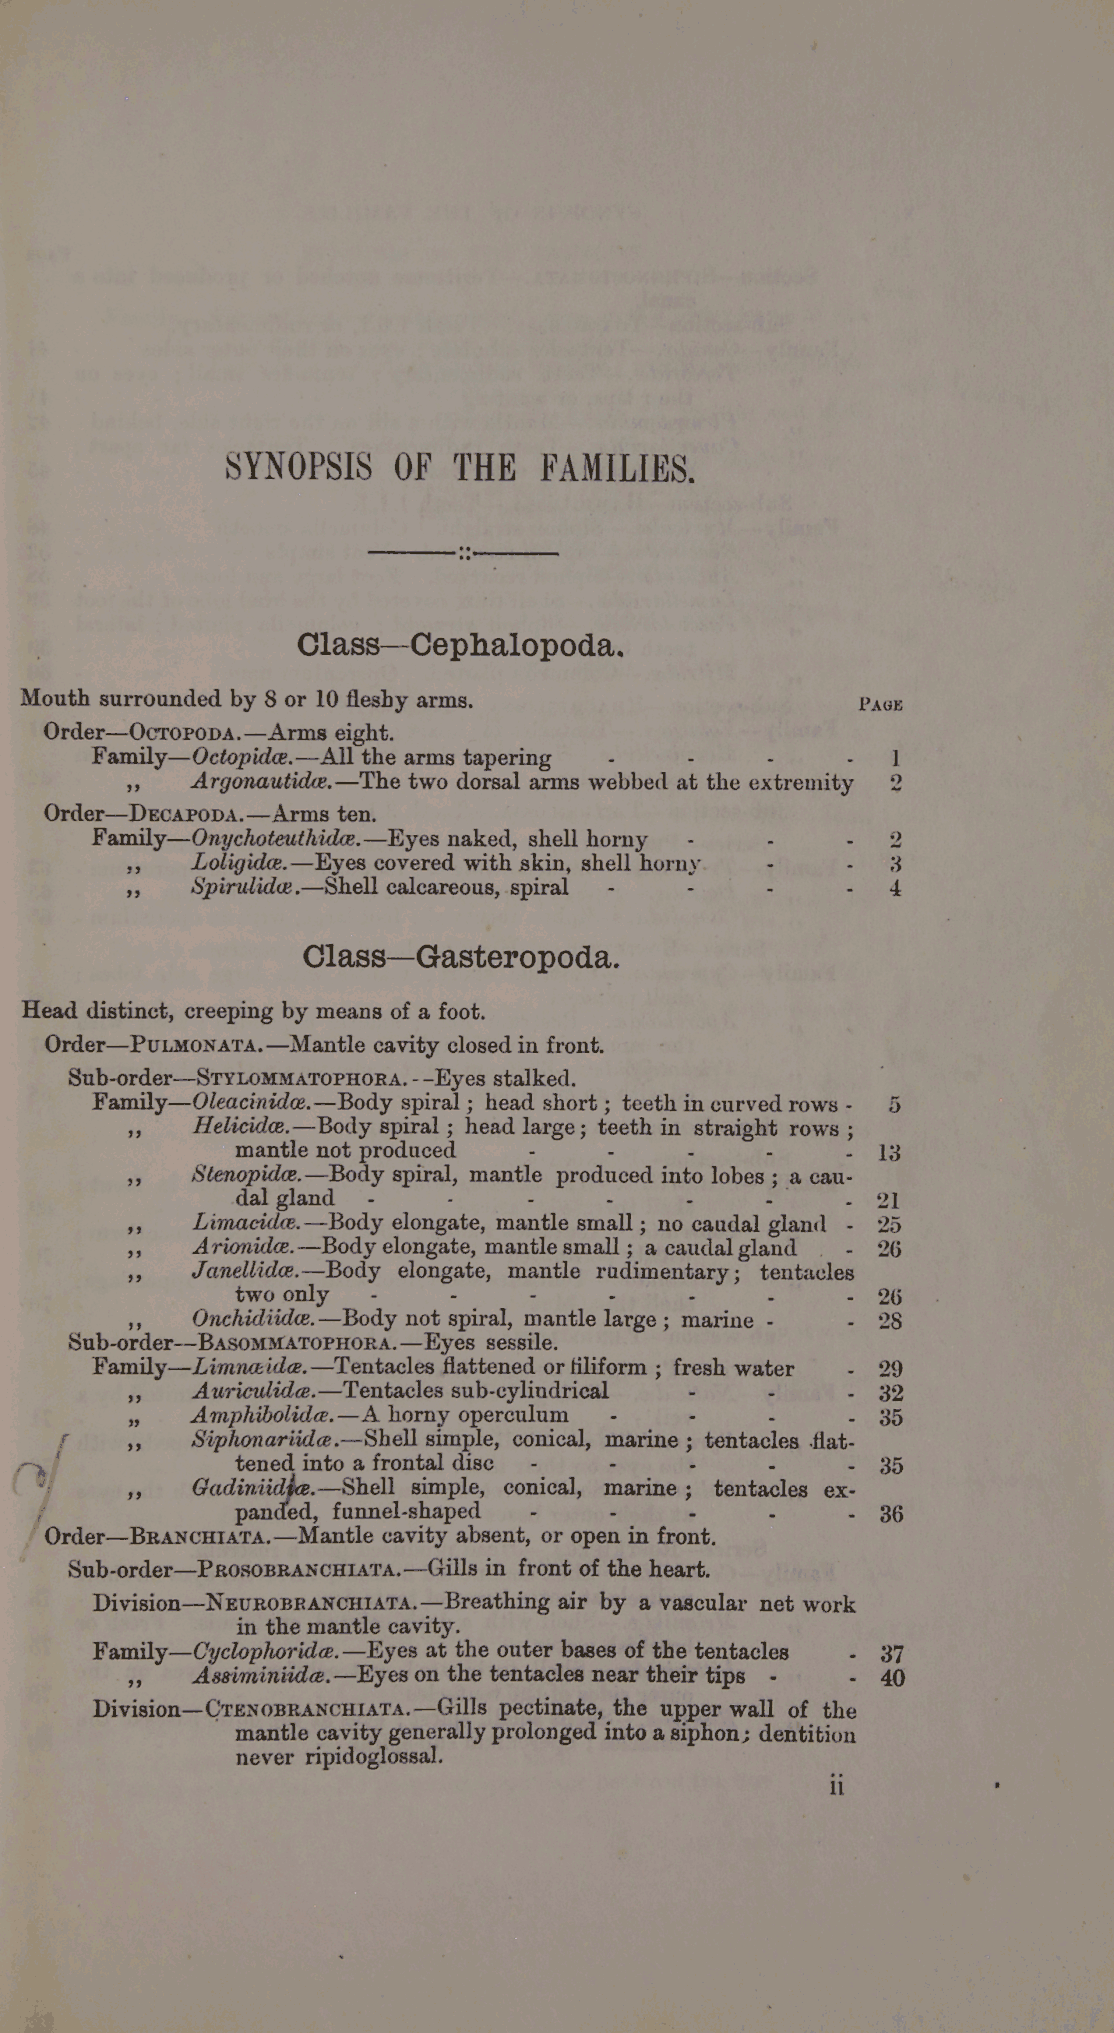 SYNOPSIS OF THE FAMILIES.
Class—Cephalopoda.
Mouth surrounded by 8 or 10 fleshy arms. PAGE
Order—OCTOPODA.—Arms eight.
Family—Octopidæ.—All the arms tapering - - - - 1
,, Argonautidæ.—The two dorsal arms webbed at the extremity 2
Order—DECAPODA.—Arms ten.
Family—Onychoteuthidæ.—Eyes naked, shell horny - - - 2
,, Loligidæ.—Eyes covered with skin, shell horny - - 3
,, Spirulidæ.—Shell calcareous, spiral - - - - 4
Class—Gasteropoda.
Head distinct, creeping by means of a foot.
Order—PULMONATA.—Mantle cavity closed in front.
Sub-order—STYLOMMATOPHORA.--Eyes stalked.
Family—Oleacinidæ.—Body spiral ; head short ; teeth in curved rows - 5
,, Helicidæ.—Body spiral ; head large ; teeth in straight rows ;
mantle not produced - - - - - 13
,, Stenopidæ.—Body spiral, mantle produced into lobes ; a cau-
dal gland - - - - - - - 21
,, Limacidæ.—Body elongate, mantle small ; no caudal gland - 25
,, Arionidæ.—Body elongate, mantle small ; a caudal gland - 26
,, Janellidæ.—Body elongate, mantle rudimentary ; tentacles
two only - - - - - - - 26
,, Onchidiidæ.—Body not spiral, mantle large ; marine - - 28
Sub-order--BASOMMATOPHORA.—Eyes sessile.
Family—Limnæidæ.—Tentacles flattened or filiform ; fresh water - 29
,, Auriculidæ.—Tentacles sub-cylindrical - - - 32
,, Amphibolidæ.—A horny operculum - - - - 35
,, Siphonariidæ.—Shell simple, conical, marine ; tentacles flat-
tened into a frontal disc - - - - - 35
,, Gadiniidæ.—Shell simple, conical, marine ; tentacles ex-
panded, funnel-shaped - - - - - 36
Order—BRANCHIATA.—Mantle cavity absent, or open in front.
Sub-order—PROSOBRANCHIATA.—Gills in front of the heart.
Division—NEUROBRANCHIATA.—Breathing air by a vascular net work
in the mantle cavity.
Family—Cyclophoridæ.—Eyes at the outer bases of the tentacles - 37
,, Assiminiidæ.—Eyes on the tentacles near their tips - - 40
Division—CTENOBRANCHIATA.—Gills pectinate, the upper wall of the
mantle cavity generally prolonged into a siphon; dentition
never ripidoglossal.
ii